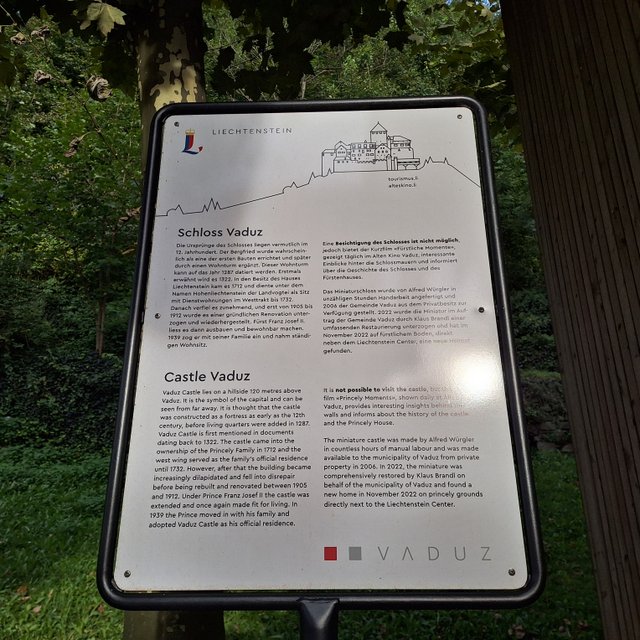 LIECHTENSTEIN
tourismus.li
alteskino.li
Schloss Vaduz
Die Ursprünge des Schlosses liegen vermutlich im
12. Jahrhundert. Der Bergfried wurde wahrschein-
lich als eine der ersten Bauten errichtet und später
durch einen Wohnturm ergänzt. Dieser Wohnturm
kann auf das Jahr 1287 datiert werden. Erstmals
erwähnt wird es 1322. In den Besitz des Hauses
Liechtenstein kam es 1712 und diente unter dem
Namen Hohenliechtenstein der Landvogtei als Sitz
mit Dienstwohnungen im Westtrakt bis 1732.
Danach verfiel es zunehmend, und erst von 1905 bis
1912 wurde es einer gründlichen Renovation unter-
zogen und wiederhergestellt. Fürst Franz Josef II.
liess es dann ausbauen und bewohnbar machen.
1939 zog er mit seiner Familie ein und nahm ständi-
gen Wohnsitz.
Eine Besichtigung des Schlosses ist nicht möglich,
jedoch bietet der Kurzfilm «Fürstliche Momente»,
gezeigt täglich im Alten Kino Vaduz, interessante
Einblicke hinter die Schlossmauern und informiert
über die Geschichte des Schlosses und des
Fürstenhauses.
Das Miniaturschloss wurde von Alfred Würgler in
unzähligen Stunden Handarbeit angefertigt und
2006 der Gemeinde Vaduz aus dem Privatbesitz zur
Verfügung gestellt. 2022 wurde die Miniatur im Auf-
trag der Gemeinde Vaduz durch Klaus Brandl einer
umfassenden Restaurierung unterzogen und hat im
November 2022 auf fürstlichem Boden, direkt
neben dem Liechtenstein Center, eine neue Heimat
gefunden.
Castle Vaduz
Vaduz Castle lies on a hillside 120 metres above
Vaduz. It is the symbol of the capital and can be
seen from far away. It is thought that the castle
was constructed as a fortress as early as the 12th
century, before living quarters were added in 1287.
Vaduz Castle is first mentioned in documents
dating back to 1322. The castle came into the
ownership of the Princely Family in 1712 and the
west wing served as the family's official residence
until 1732. However, after that the building became
increasingly dilapidated and fell into disrepair
before being rebuilt and renovated between 1905
and 1912. Under Prince Franz Josef II the castle was
extended and once again made fit for living. In
1939 the Prince moved in with his family and
adopted Vaduz Castle as his official residence.
It is not possible to visit the castle, but the
film «Princely Moments», shown daily at
Vaduz, provides interesting insights behind the
walls and informs about the history of the castle
and the Princely House.
The miniature castle was made by Alfred Würgler
in countless hours of manual labour and was made
available to the municipality of Vaduz from private
property in 2006. In 2022, the miniature was
comprehensively restored by Klaus Brandl on
behalf of the municipality of Vaduz and found a
new home in November 2022 on princely grounds
directly next to the Liechtenstein Center.
VADUZ